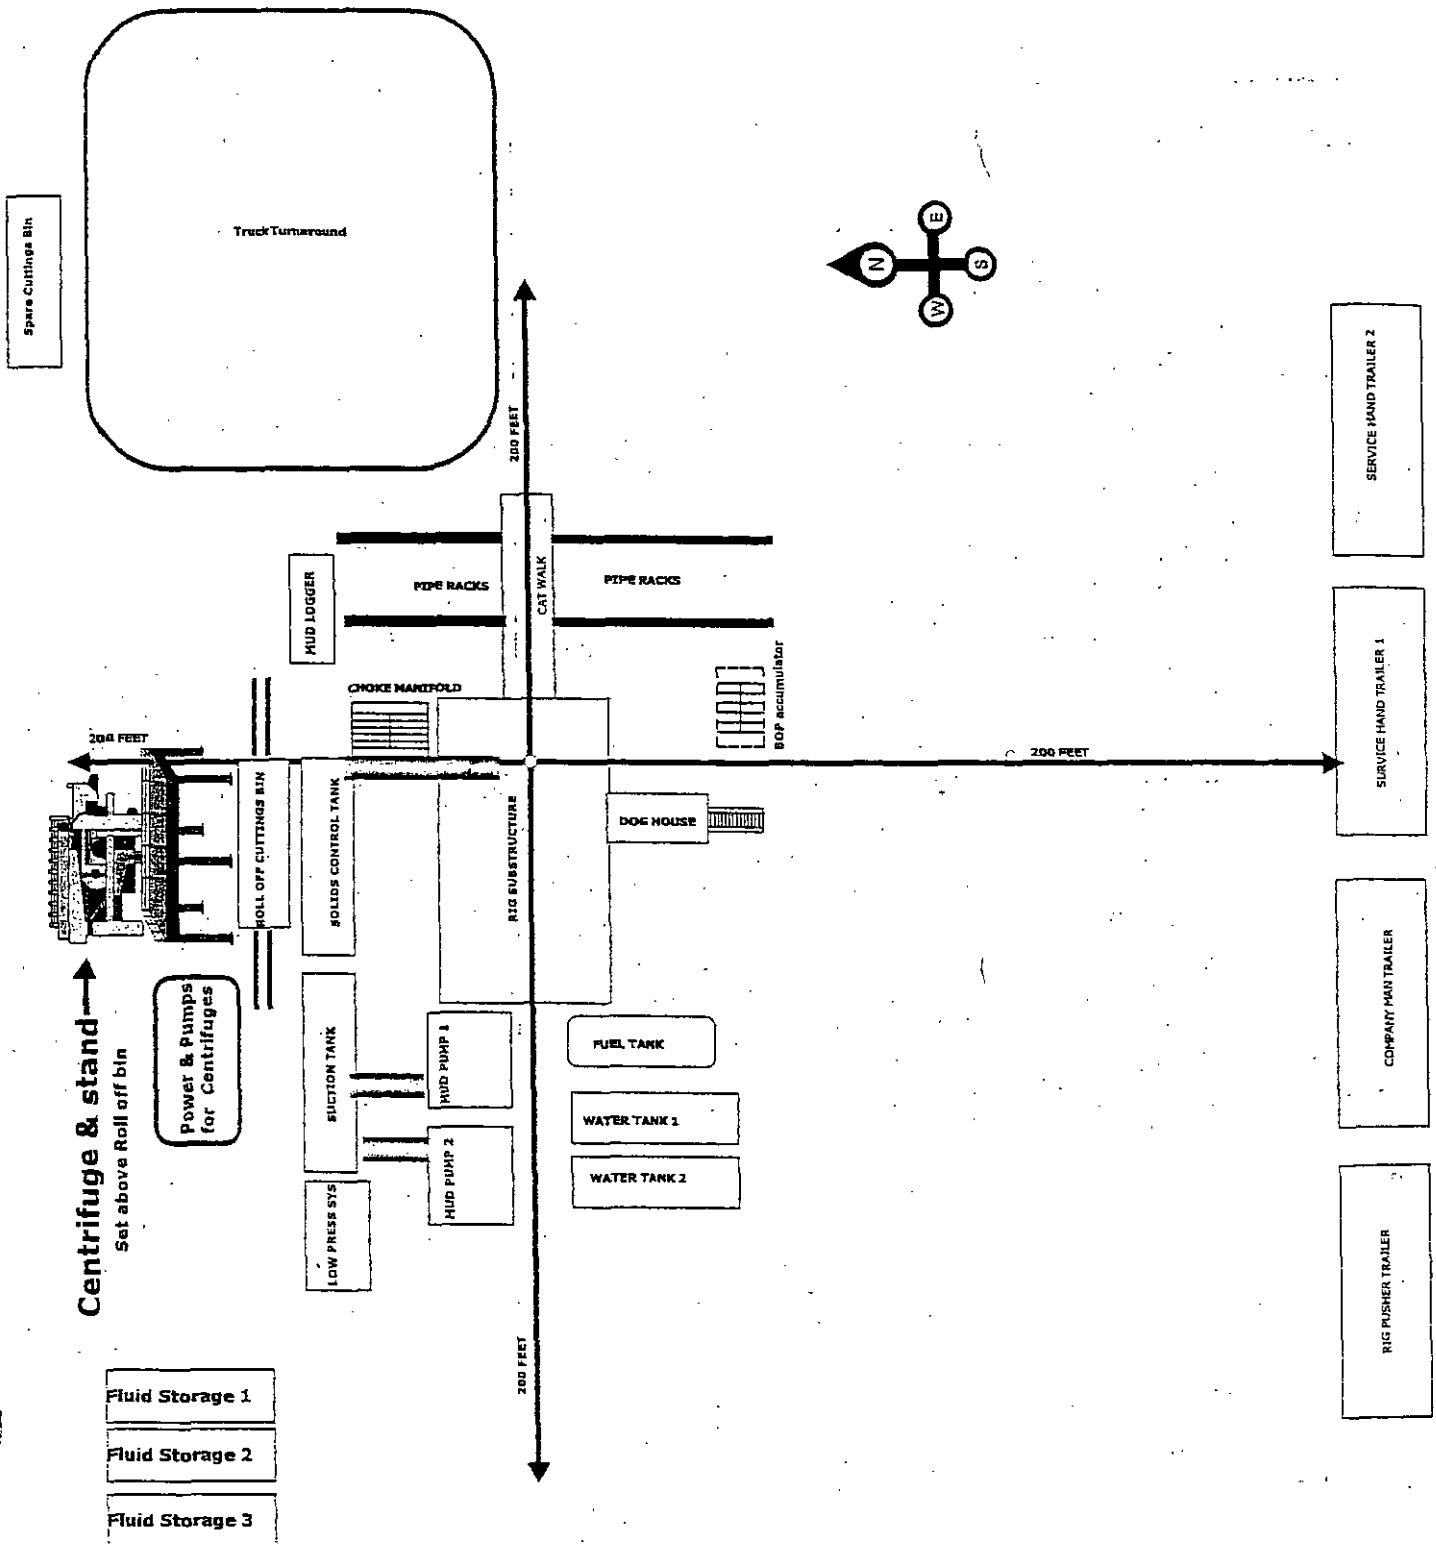 Spare Cuttings Bin
TruckTurnaround
N
E
S
W
SERVICE HAND TRAILER 2
200 FEET
MUD LOGGER
PIPE RACKS
CAT WALK
PIPE RACKS
CHOKE MANIFOLD
BOP accumulator
SURVICE HAND TRAILER 1
200 FEET
200 FEET
ROLL OFF CUTTINGS BIN
SOLIDS CONTROL TANK
RIG SUBSTRUCTURE
DOG HOUSE
Centrifuge & stand
Set above Roll off bin
Power & Pumps
for Centrifuges
SUCTION TANK
MUD PUMP 1
FUEL TANK
COMPANY MAN TRAILER
WATER TANK 1
MUD PUMP 2
WATER TANK 2
LOW PRESS SYS
RIG PUSHER TRAILER
200 FEET
Fluid Storage 1
Fluid Storage 2
Fluid Storage 3